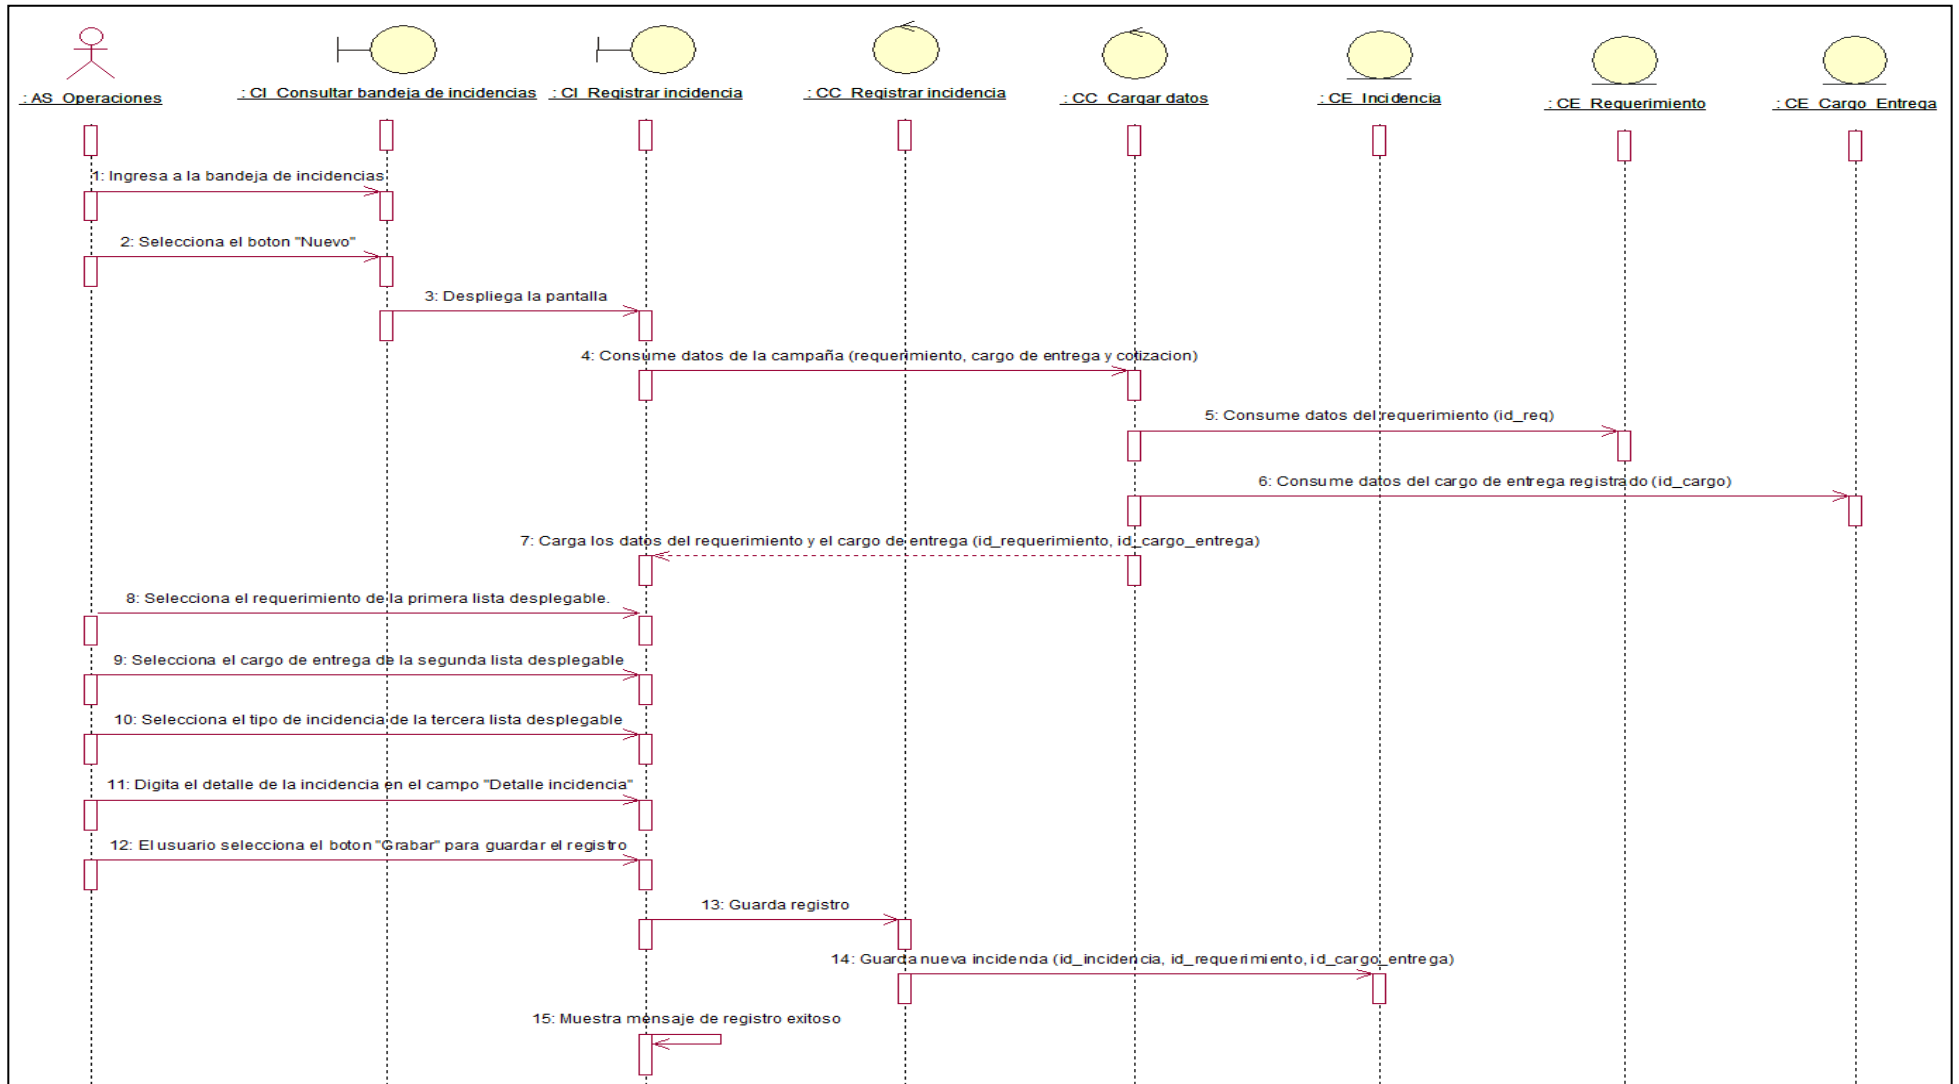 : AS_Operaciones
: CI_Consultar bandeja de incidencias
: CI_Registrar incidencia
: CC_Registrar incidencia
: CC_Cargar datos
: CE_Incidencia
: CE_Requerimiento
: CE_Cargo_Entrega
1: Ingresa a la bandeja de incidencias
2: Selecciona el boton "Nuevo"
3: Despliega la pantalla
4: Consume datos de la campaña (requerimiento, cargo de entrega y cotizacion)
5: Consume datos del requerimiento (id_req)
6: Consume datos del cargo de entrega registrado (id_cargo)
7: Carga los datos del requerimiento y el cargo de entrega (id_requerimiento, id_cargo_entrega)
8: Selecciona el requerimiento de la primera lista desplegable.
9: Selecciona el cargo de entrega de la segunda lista desplegable
10: Selecciona el tipo de incidencia de la tercera lista desplegable
11: Digita el detalle de la incidencia en el campo "Detalle incidencia"
12: El usuario selecciona el boton "Grabar" para guardar el registro
13: Guarda registro
14: Guarda nueva incidencia (id_incidencia, id_requerimiento, id_cargo_entrega)
15: Muestra mensaje de registro exitoso